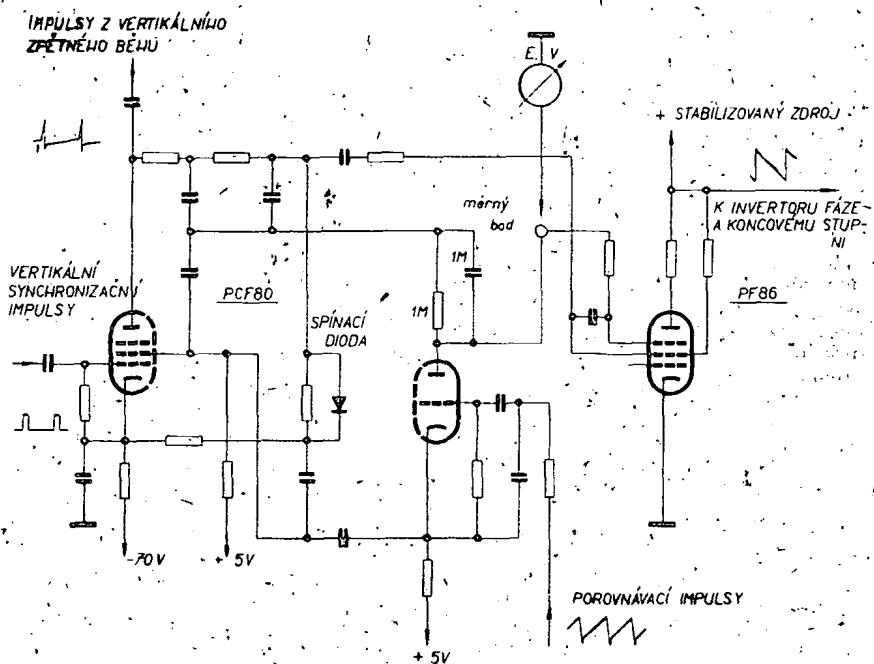 IMPULSY Z VERTIKÁLNÍHO
ZPĚTNÉHO BĚHU
E. V
+ STABILIZOVANÝ ZDROJ
K INVERTORU FÁZE-
A KONCOVÉMU STUP-
NI
měrný
bod
VERTIKÁLNÍ
SYNCHRONIZAČNÍ
IMPULSY
PCF80
1M
1M
PF86
SPÍNACÍ
DIODA
-70V
+ 5V
POROVNÁVACÍ IMPULSY
+ 5V